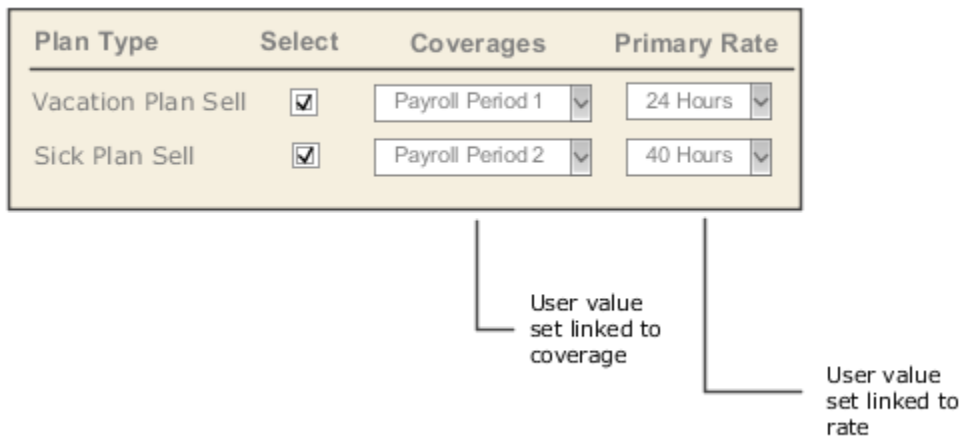 Plan Type Select Coverages Primary Rate
Vacation Plan Sell Payroll Period 1 24 Hours
Sick Plan Sell Payroll Period 2 40 Hours
User value
set linked to
coverage
User value
set linked to
rate